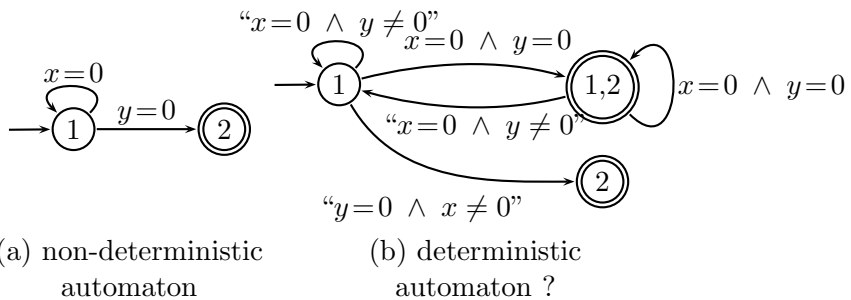 “x=0 ∧ y≠0”
x=0 ∧ y=0
x=0
y=0
1
1,2
x=0 ∧ y=0
1
2
“x=0 ∧ y≠0”
2
“y=0 ∧ x≠0”
a) non-deterministic
automaton
(b) deterministic
automaton ?